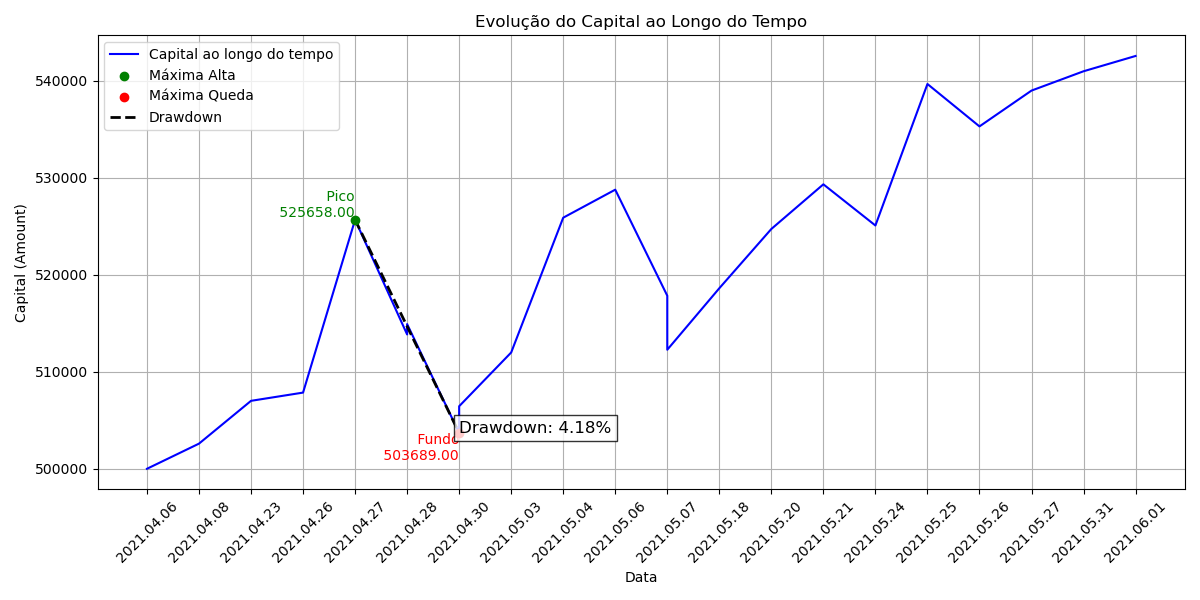 Evolução do Capital ao Longo do Tempo
Capital ao longo do tempo
Máxima Alta
Máxima Queda
Drawdown
540000
530000
520000
510000
500000
Capital (Amount)
Pico
525658.00
Drawdown: 4.18%
Fundo
503689.00
2021.04.06
2021.04.08
2021.04.23
2021.04.26
2021.04.27
2021.04.28
2021.04.30
2021.05.03
2021.05.04
2021.05.06
2021.05.07
2021.05.18
2021.05.20
2021.05.21
2021.05.24
2021.05.25
2021.05.26
2021.05.27
2021.05.31
2021.06.01
Data